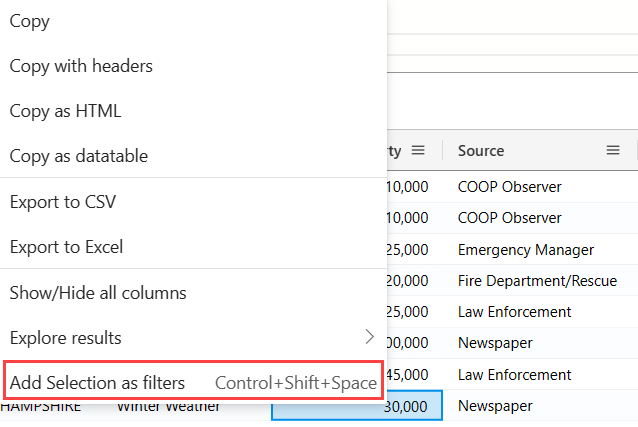 Copy
Copy with headers
Copy as HTML
Copy as datatable
Export to CSV
Export to Excel
Show/Hide all columns
Explore results
Add Selection as filters Control+Shift+Space
rty Source
10,000 COOP Observer
10,000 COOP Observer
25,000 Emergency Manager
20,000 Fire Department/Rescue
25,000 Law Enforcement
00,000 Newspaper
45,000 Law Enforcement
HAMPSHIRE Winter Weather 30,000 Newspaper